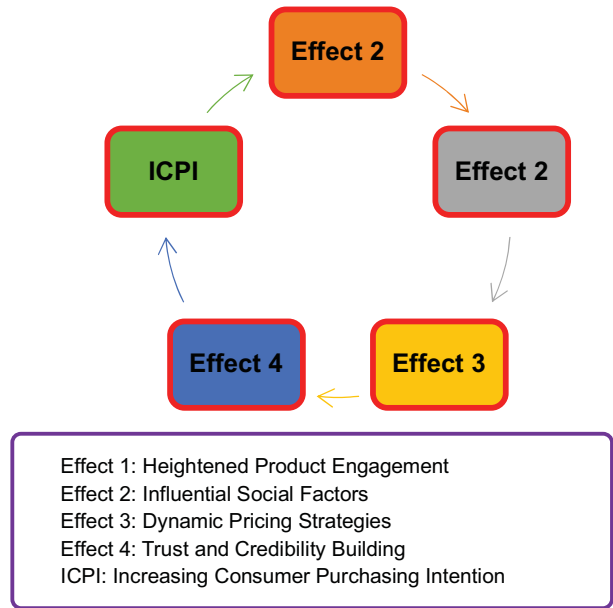 Effect 2
ICPI
Effect 2
Effect 4
Effect 3
Effect 1: Heightened Product Engagement
Effect 2: Influential Social Factors
Effect 3: Dynamic Pricing Strategies
Effect 4: Trust and Credibility Building
ICPI: Increasing Consumer Purchasing Intention